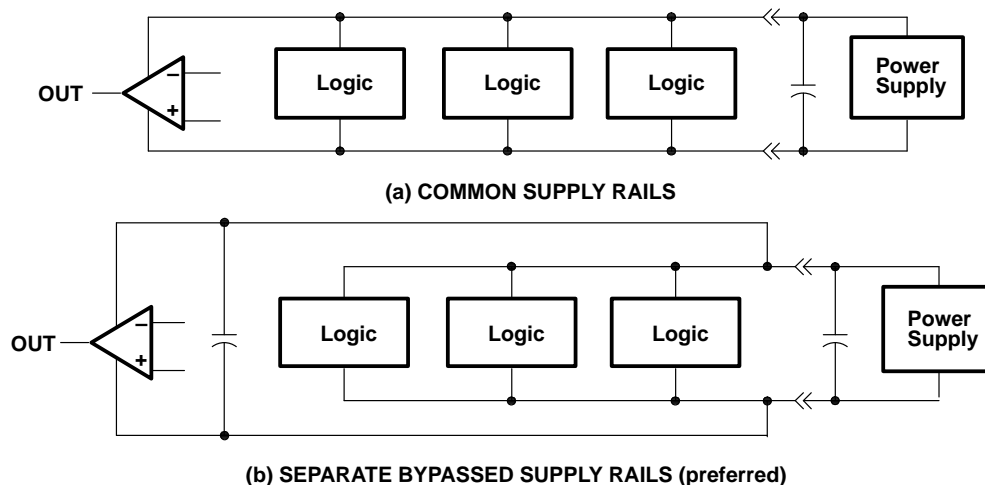 OUT
−
+
Logic
Logic
Logic
Power
Supply
(a) COMMON SUPPLY RAILS
OUT
−
+
Logic
Logic
Logic
Power
Supply
(b) SEPARATE BYPASSED SUPPLY RAILS (preferred)